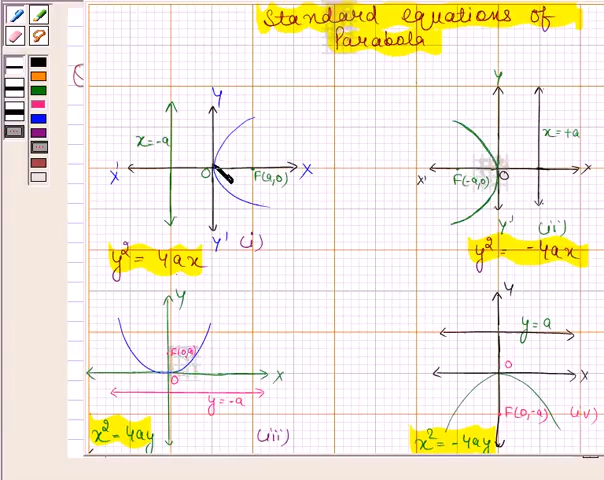 Standard equations of
Parabola
Y
x=-a
X'
O
F(a,0)
X
Y'
(i)
y² = 4ax
Y
x=+a
X'
F(-a,0)
O
X
Y'
(ii)
y² = -4ax
Y
F(0,a)
O
X
y=-a
x²=4ay
(iii)
Y
y=a
O
X
F(0,-a)
(iv)
x²=-4ay